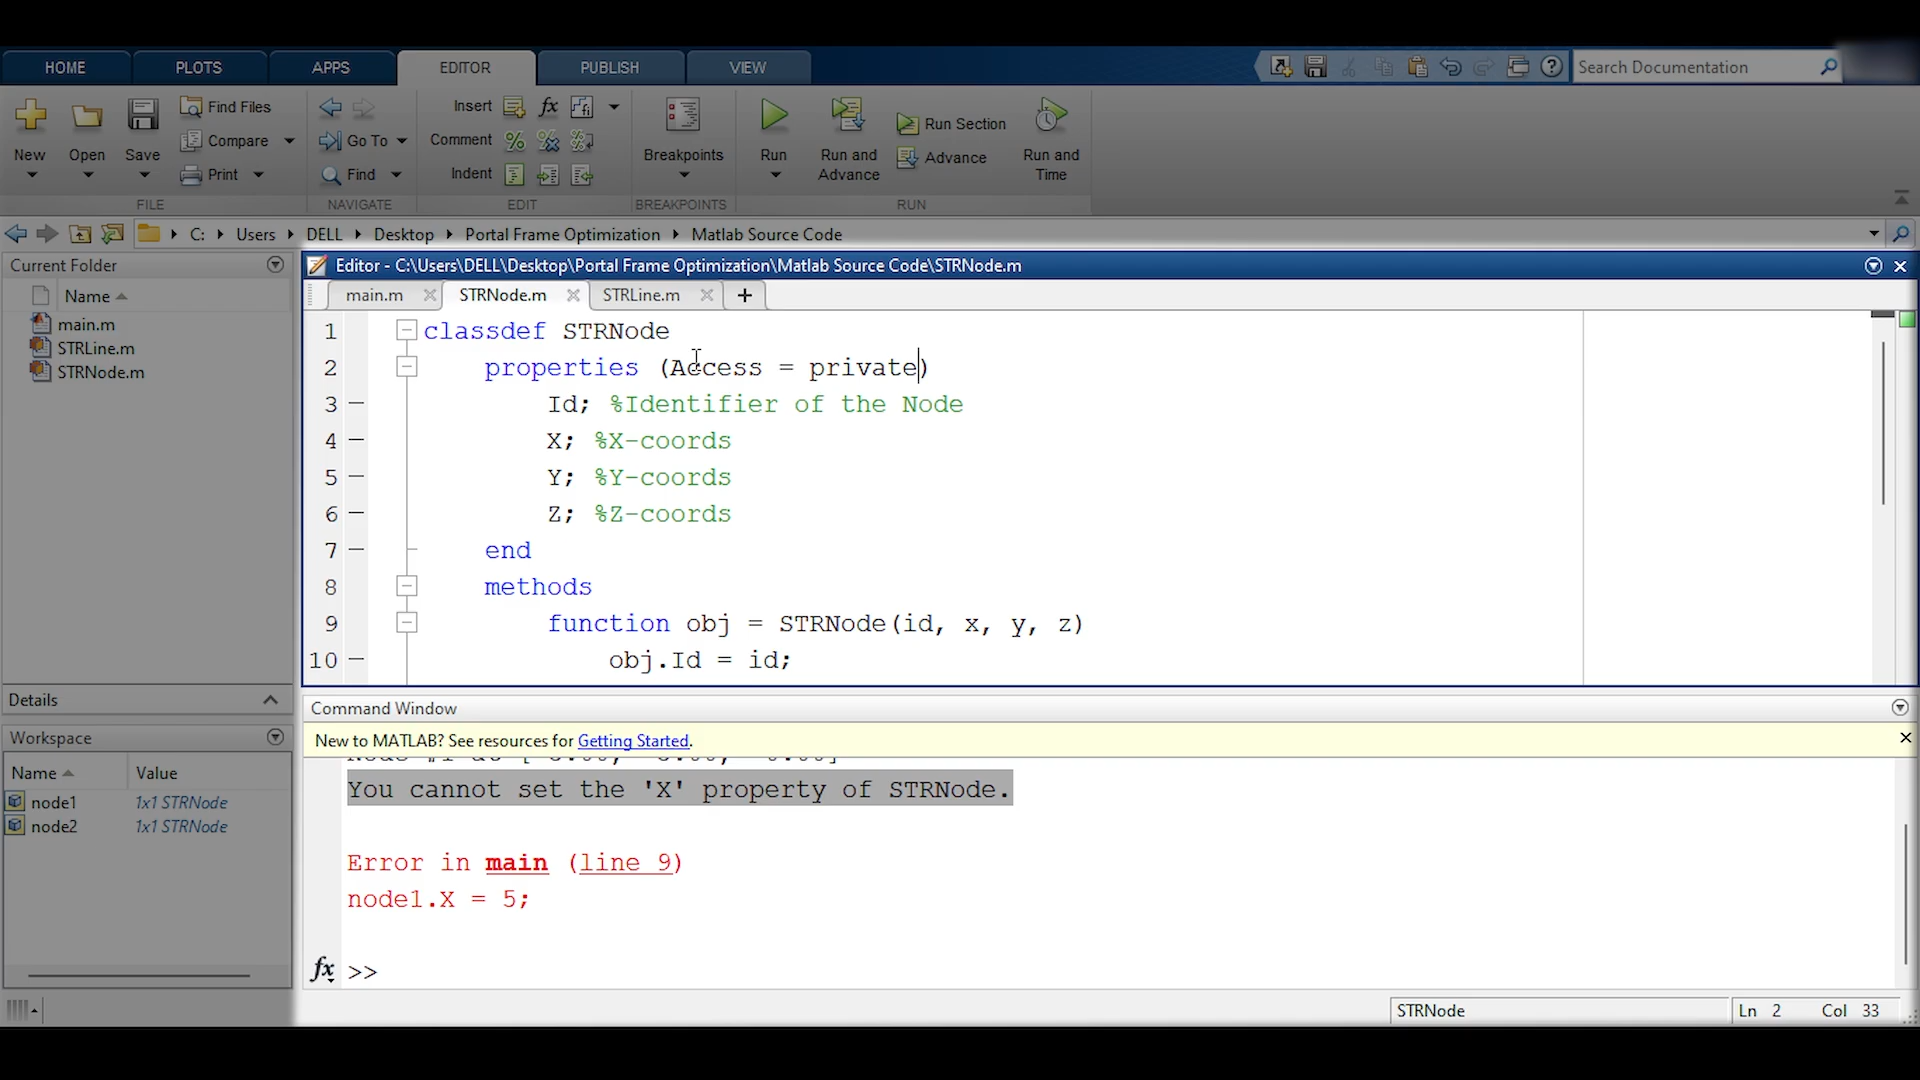 HOME PLOTS APPS EDITOR PUBLISH VIEW Search Documentation
New Open Save Find Files Compare Print
FILE
Go To Find
NAVIGATE
Insert fx
Comment
Indent
EDIT
Breakpoints
BREAKPOINTS
Run Run and Advance Run Section Advance Run and Time
RUN
C: Users DELL Desktop Portal Frame Optimization Matlab Source Code
Current Folder
Name
main.m
STRLine.m
STRNode.m
Details
Workspace
Name Value
node1 1x1 STRNode
node2 1x1 STRNode
Editor - C:\Users\DELL\Desktop\Portal Frame Optimization\Matlab Source Code\STRNode.m
main.m STRNode.m STRLine.m +
1 classdef STRNode
2 properties (Access = private)
3 Id; %Identifier of the Node
4 X; %X-coords
5 Y; %Y-coords
6 Z; %Z-coords
7 end
8 methods
9 function obj = STRNode(id, x, y, z)
10 obj.Id = id;
Command Window
New to MATLAB? See resources for Getting Started.
You cannot set the 'X' property of STRNode.
Error in main (line 9)
node1.X = 5;
fx >>
STRNode Ln 2 Col 33